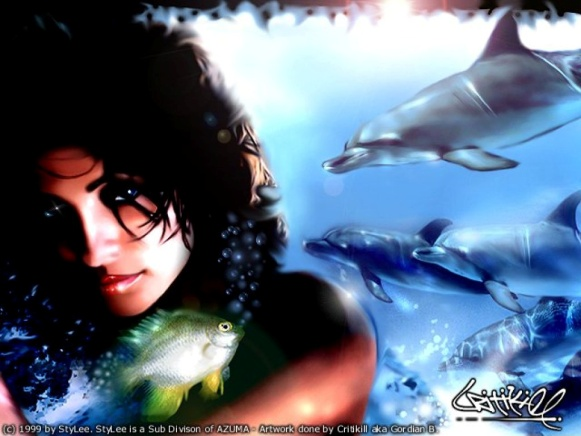 Critikill
(c) 1999 by StyLee. StyLee is a Sub Divison of AZUMA - Artwork done by Critikill aka Gordian B.